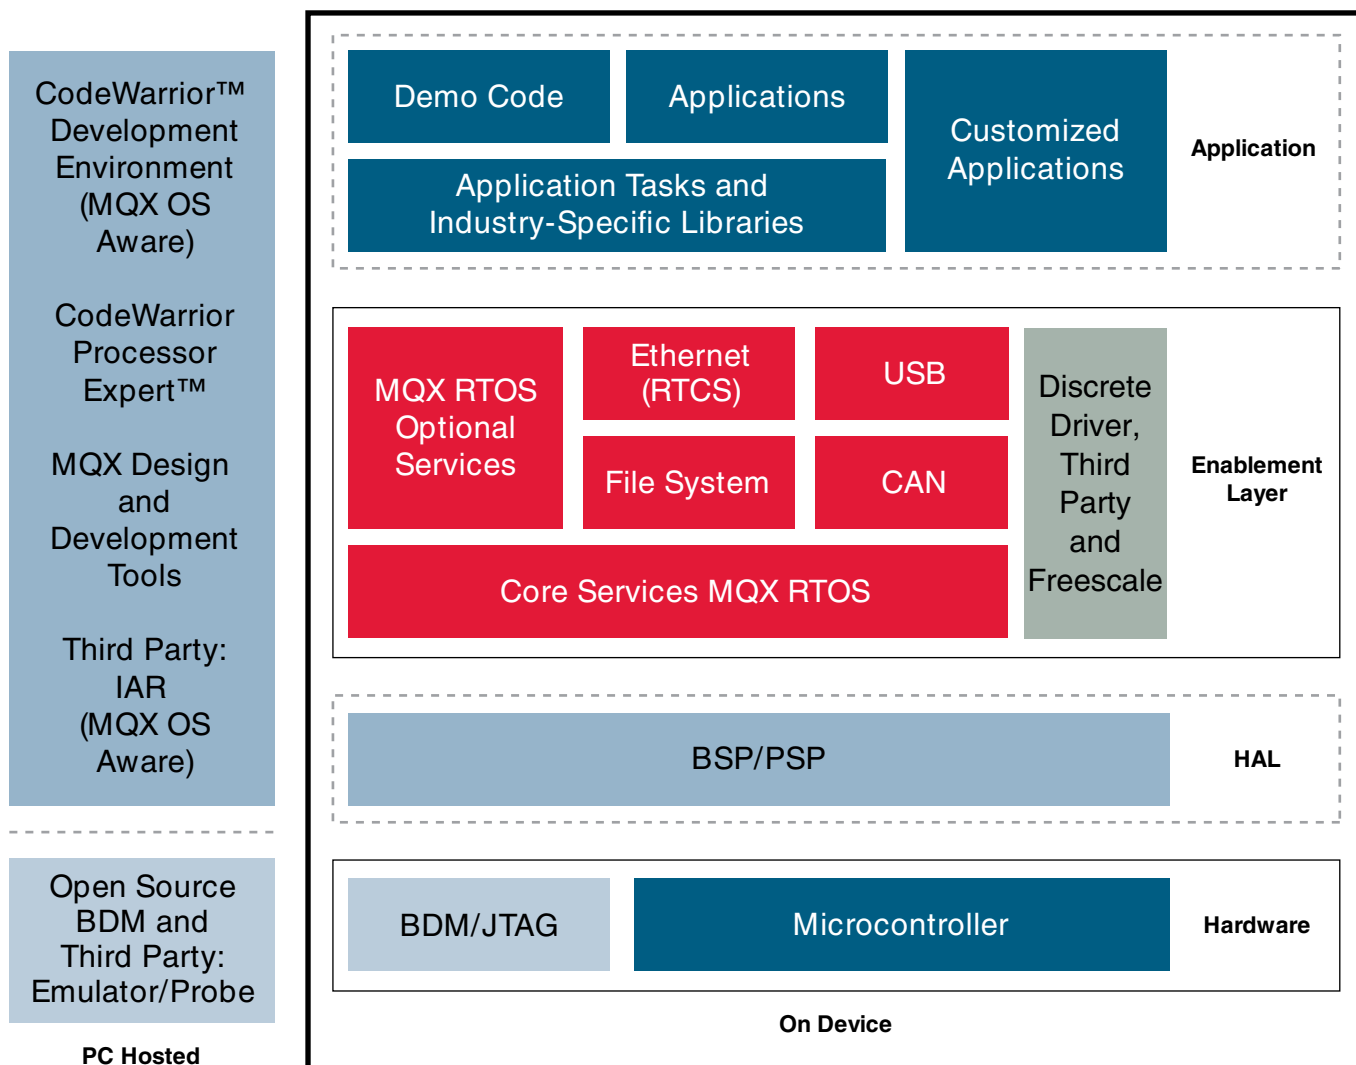 CodeWarrior™
Development
Environment
(MQX OS
Aware)
CodeWarrior
Processor
Expert™
MQX Design
and
Development
Tools
Third Party:
IAR
(MQX OS
Aware)
Open Source
BDM and
Third Party:
Emulator/Probe
PC Hosted
Demo Code
Applications
Customized
Applications
Application Tasks and
Industry-Specific Libraries
Application
MQX RTOS
Optional
Services
Ethernet
(RTCS)
USB
File System
CAN
Core Services MQX RTOS
Discrete
Driver,
Third
Party
and
Freescale
Enablement
Layer
BSP/PSP
HAL
BDM/JTAG
Microcontroller
Hardware
On Device